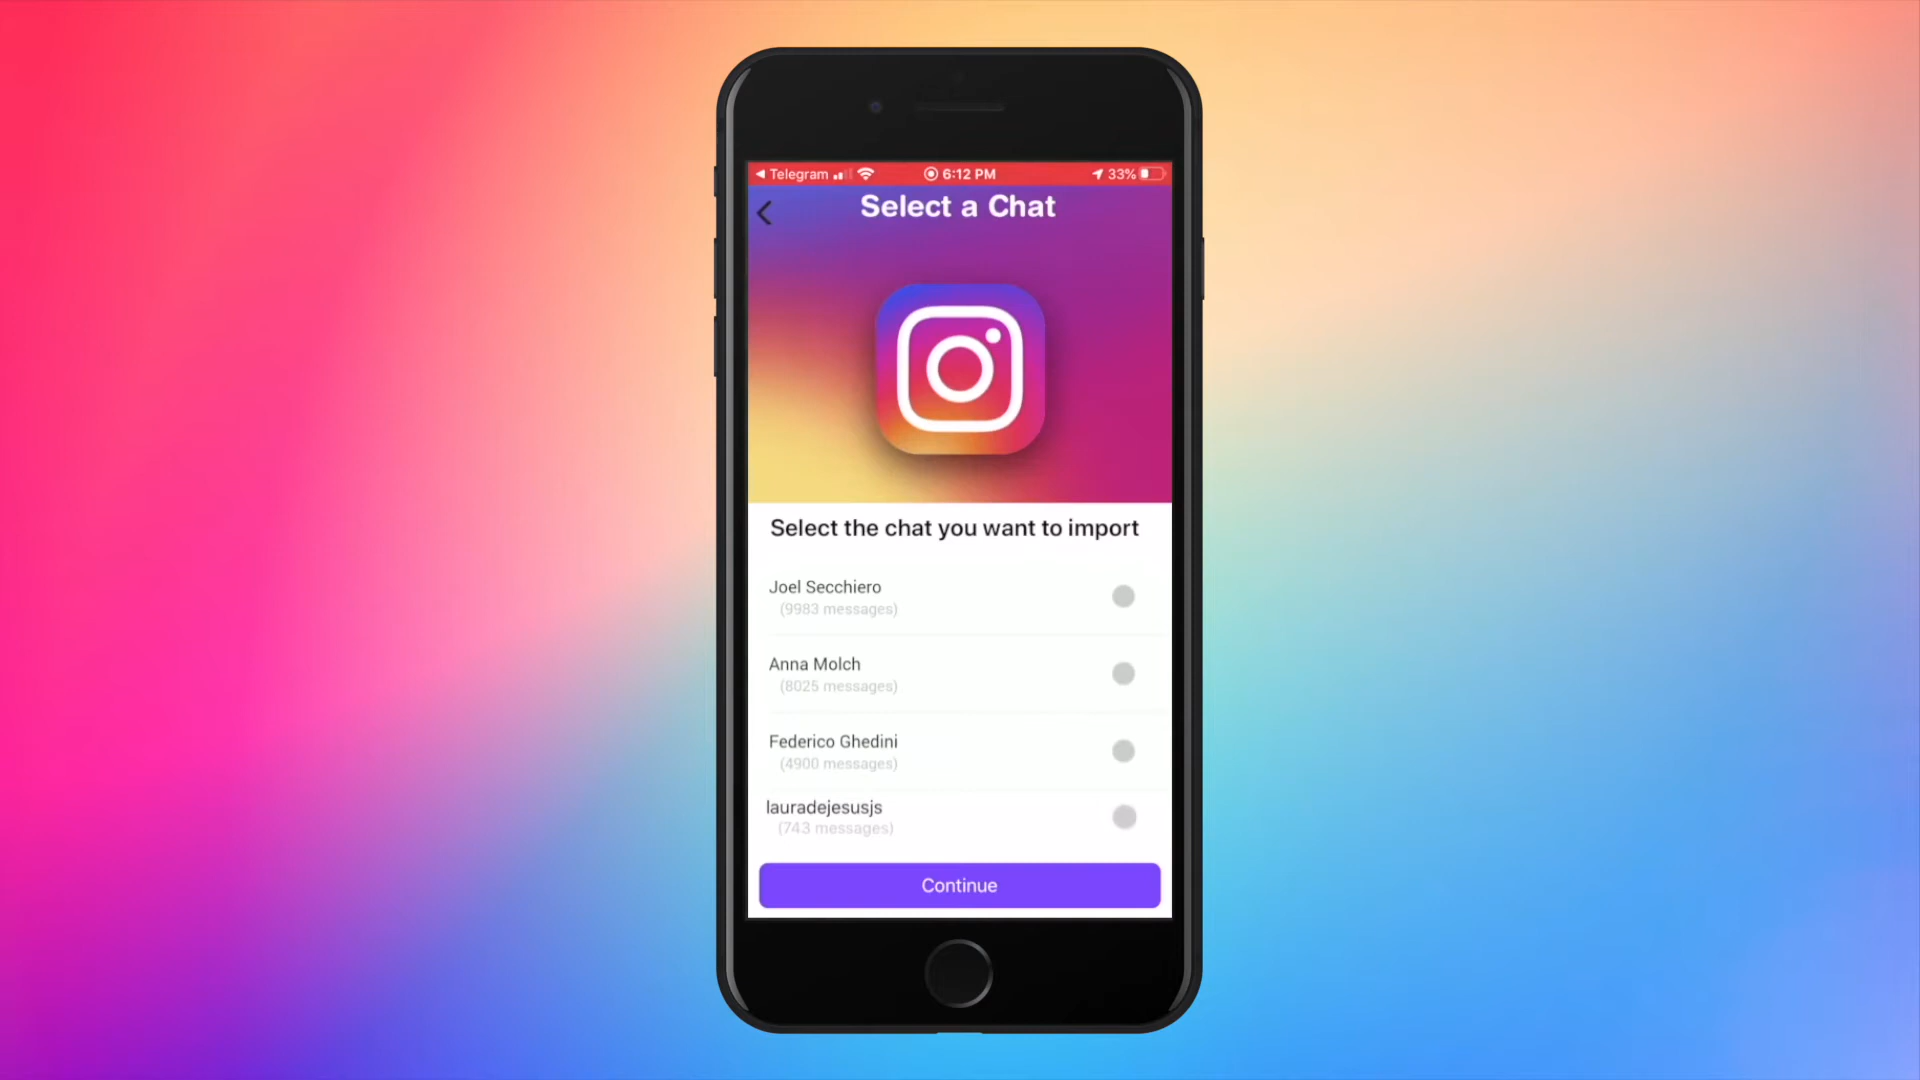 Telegram
6:12 PM
33%
Select a Chat
Select the chat you want to import
Joel Secchiero
(9983 messages)
Anna Molch
(8025 messages)
Federico Ghedini
(4900 messages)
lauradejesusjs
(743 messages)
Continue